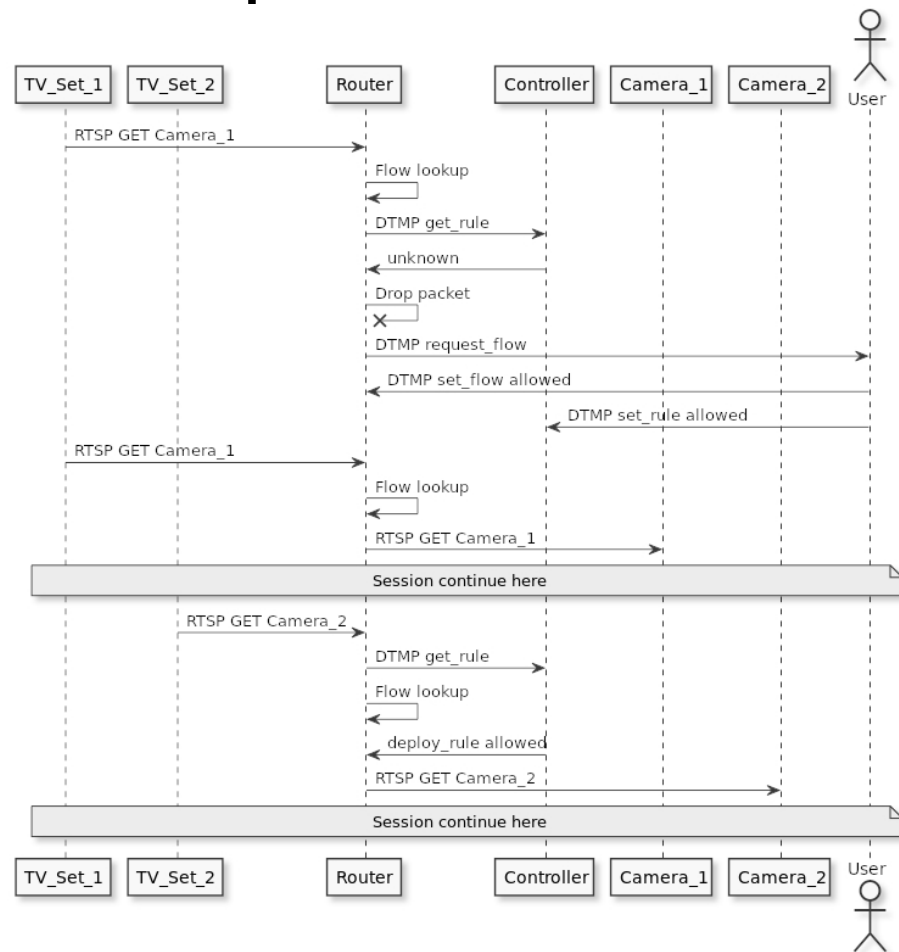 User
TV_Set_1 TV_Set_2 Router Controller Camera_1 Camera_2
RTSP GET Camera_1
Flow lookup
DTMP get_rule
unknown
Drop packet
DTMP request_flow
DTMP set_flow allowed
DTMP set_rule allowed
RTSP GET Camera_1
Flow lookup
RTSP GET Camera_1
Session continue here
RTSP GET Camera_2
DTMP get_rule
Flow lookup
deploy_rule allowed
RTSP GET Camera_2
Session continue here
TV_Set_1 TV_Set_2 Router Controller Camera_1 Camera_2
User